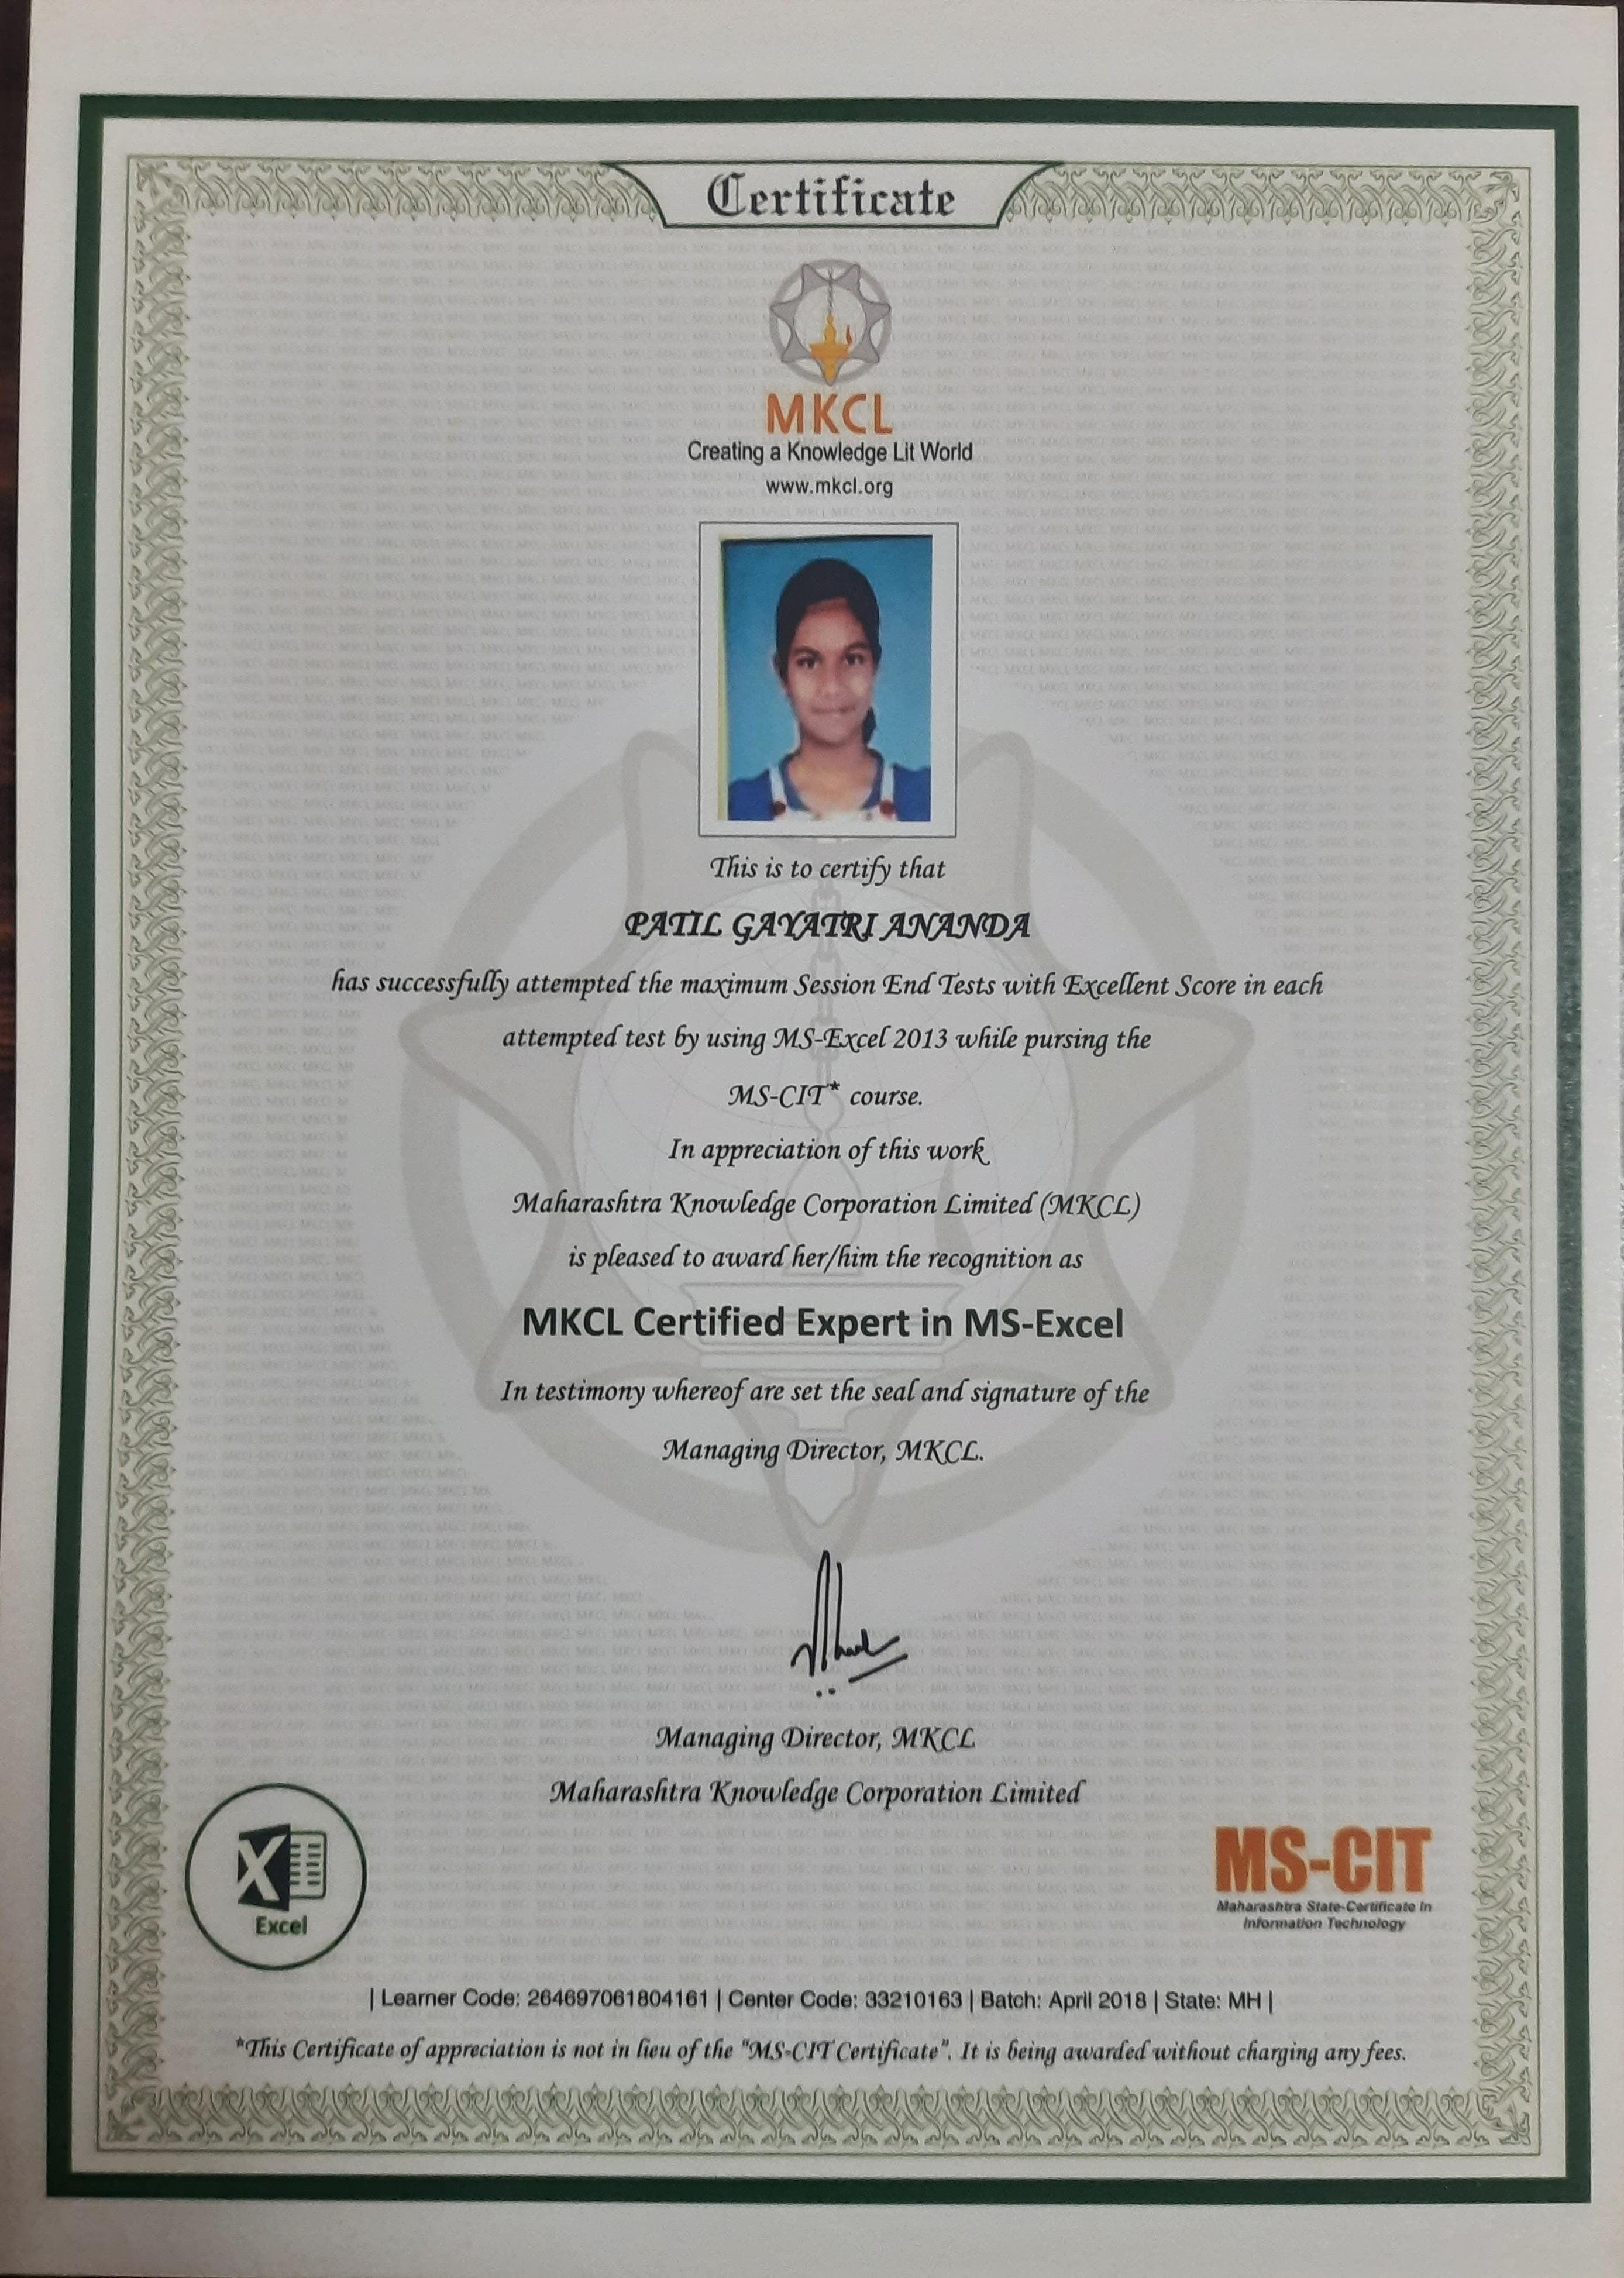 Certificate
MKCL
Creating a Knowledge Lit World
www.mkcl.org
This is to certify that
PATIL GAYATRI ANANDA
has successfully attempted the maximum Session End Tests with Excellent Score in each
attempted test by using MS-Excel 2013 while pursing the
MS-CIT* course.
In appreciation of this work
Maharashtra Knowledge Corporation Limited (MKCL)
is pleased to award her/him the recognition as
MKCL Certified Expert in MS-Excel
In testimony whereof are set the seal and signature of the
Managing Director, MKCL.
Managing Director, MKCL
Maharashtra Knowledge Corporation Limited
X
Excel
MS-CIT
Maharashtra State-Certificate In
Information Technology
| Learner Code: 264697061804161 | Center Code: 33210163 | Batch: April 2018 | State: MH |
*This Certificate of appreciation is not in lieu of the "MS-CIT Certificate". It is being awarded without charging any fees.